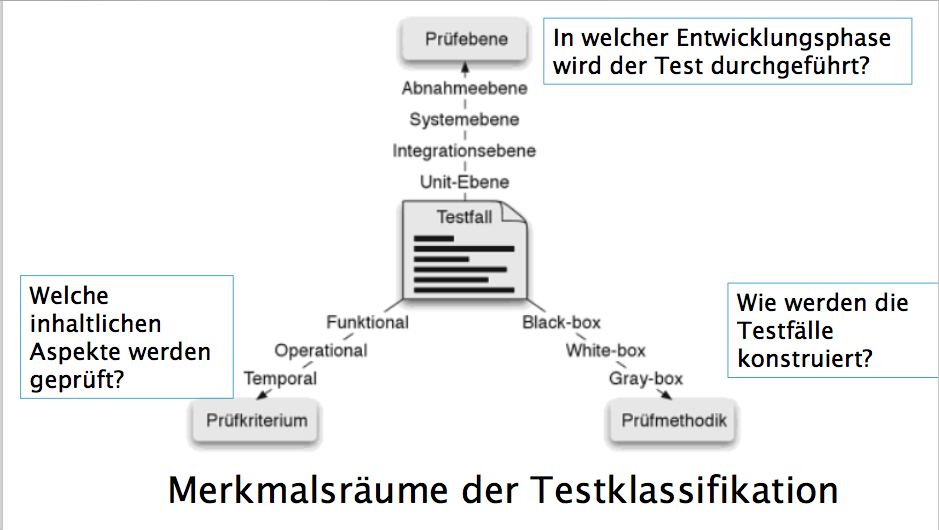 Prüfebene
In welcher Entwicklungsphase
wird der Test durchgeführt?
Abnahmeebene
Systemebene
Integrationsebene
Unit-Ebene
Testfall
Welche
inhaltlichen
Aspekte werden
geprüft?
Funktional
Operational
Temporal
Prüfkriterium
Black-box
White-box
Gray-box
Prüfmethodik
Wie werden die
Testfälle
konstruiert?
Merkmalsräume der Testklassifikation